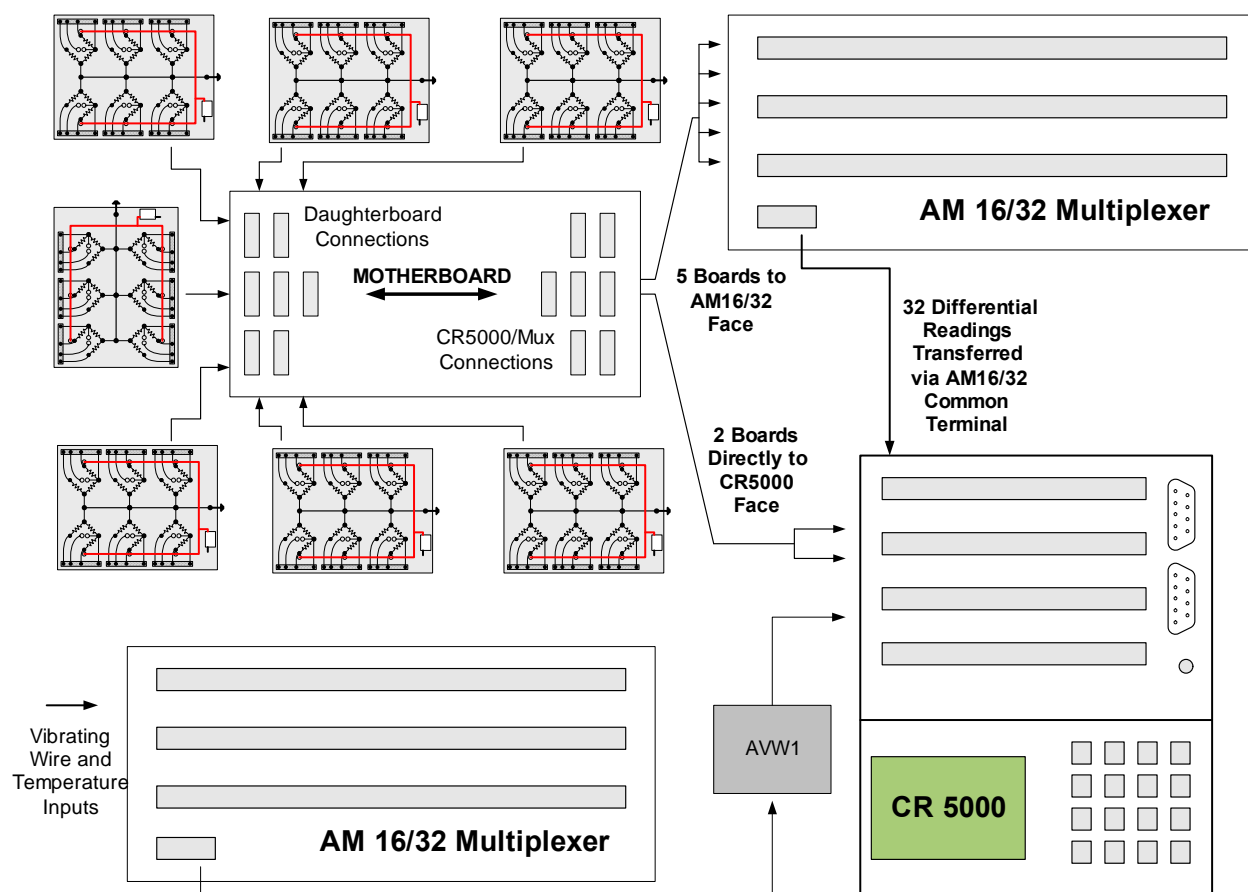 AM 16/32 Multiplexer
Daughterboard
Connections
MOTHERBOARD
CR5000/Mux
Connections
5 Boards to
AM16/32
Face
32 Differential
Readings
Transferred
via AM16/32
Common
Terminal
2 Boards
Directly to
CR5000
Face
Vibrating
Wire and
Temperature
Inputs
AM 16/32 Multiplexer
AVW1
CR 5000